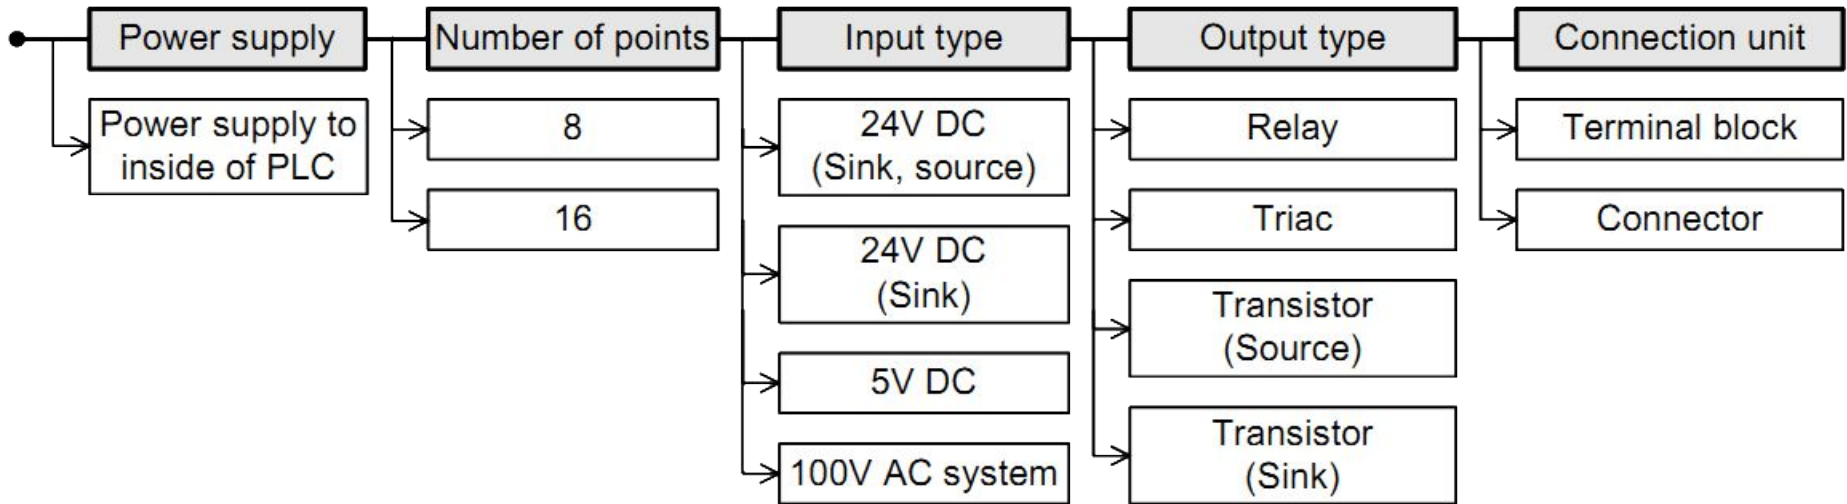 Power supply
Number of points
Input type
Output type
Connection unit
Power supply to
inside of PLC
8
16
24V DC
(Sink, source)
24V DC
(Sink)
5V DC
100V AC system
Relay
Triac
Transistor
(Source)
Transistor
(Sink)
Terminal block
Connector